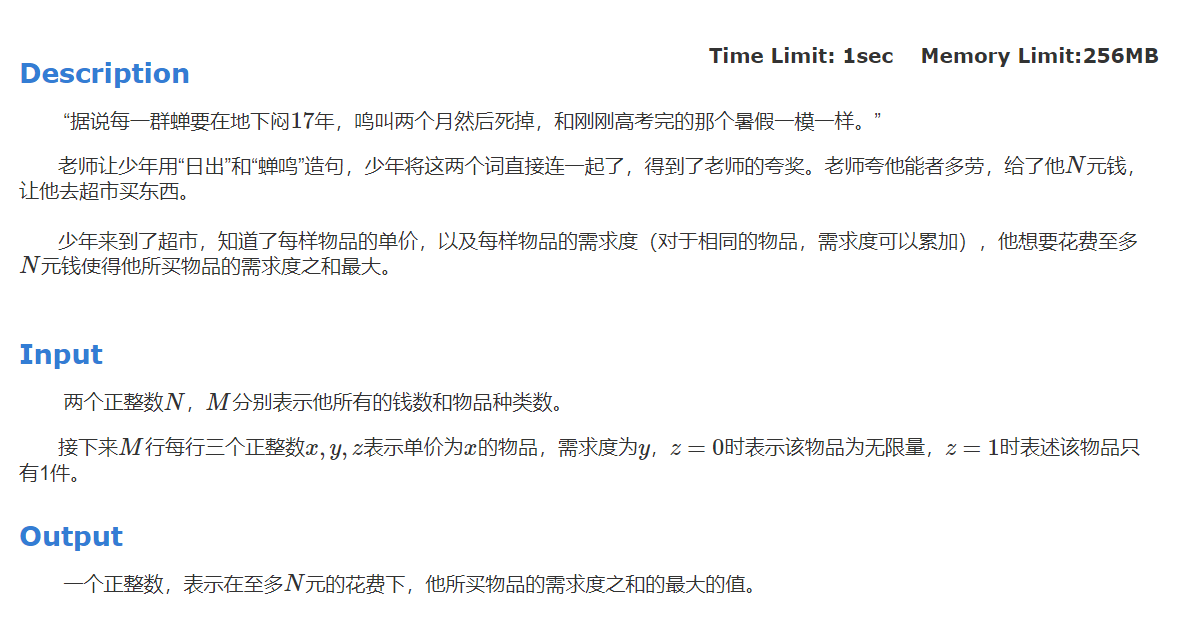 Time Limit: 1sec Memory Limit:256MB
Description
“据说每一群蝉要在地下闷17年，鸣叫两个月然后死掉，和刚刚高考完的那个暑假一模一样。”
老师让少年用“日出”和“蝉鸣”造句，少年将这两个词直接连一起了，得到了老师的夸奖。老师夸他能者多劳，给了他N元钱，
让他去超市买东西。
少年来到了超市，知道了每样物品的单价，以及每样物品的需求度（对于相同的物品，需求度可以累加），他想要花费至多
N元钱使得他所买物品的需求度之和最大。
Input
两个正整数N，M分别表示他所有的钱数和物品种类数。
接下来M行每行三个正整数x,y,z表示单价为x的物品，需求度为y，z=0时表示该物品为无限量，z=1时表述该物品只
有1件。
Output
一个正整数，表示在至多N元的花费下，他所买物品的需求度之和的最大的值。